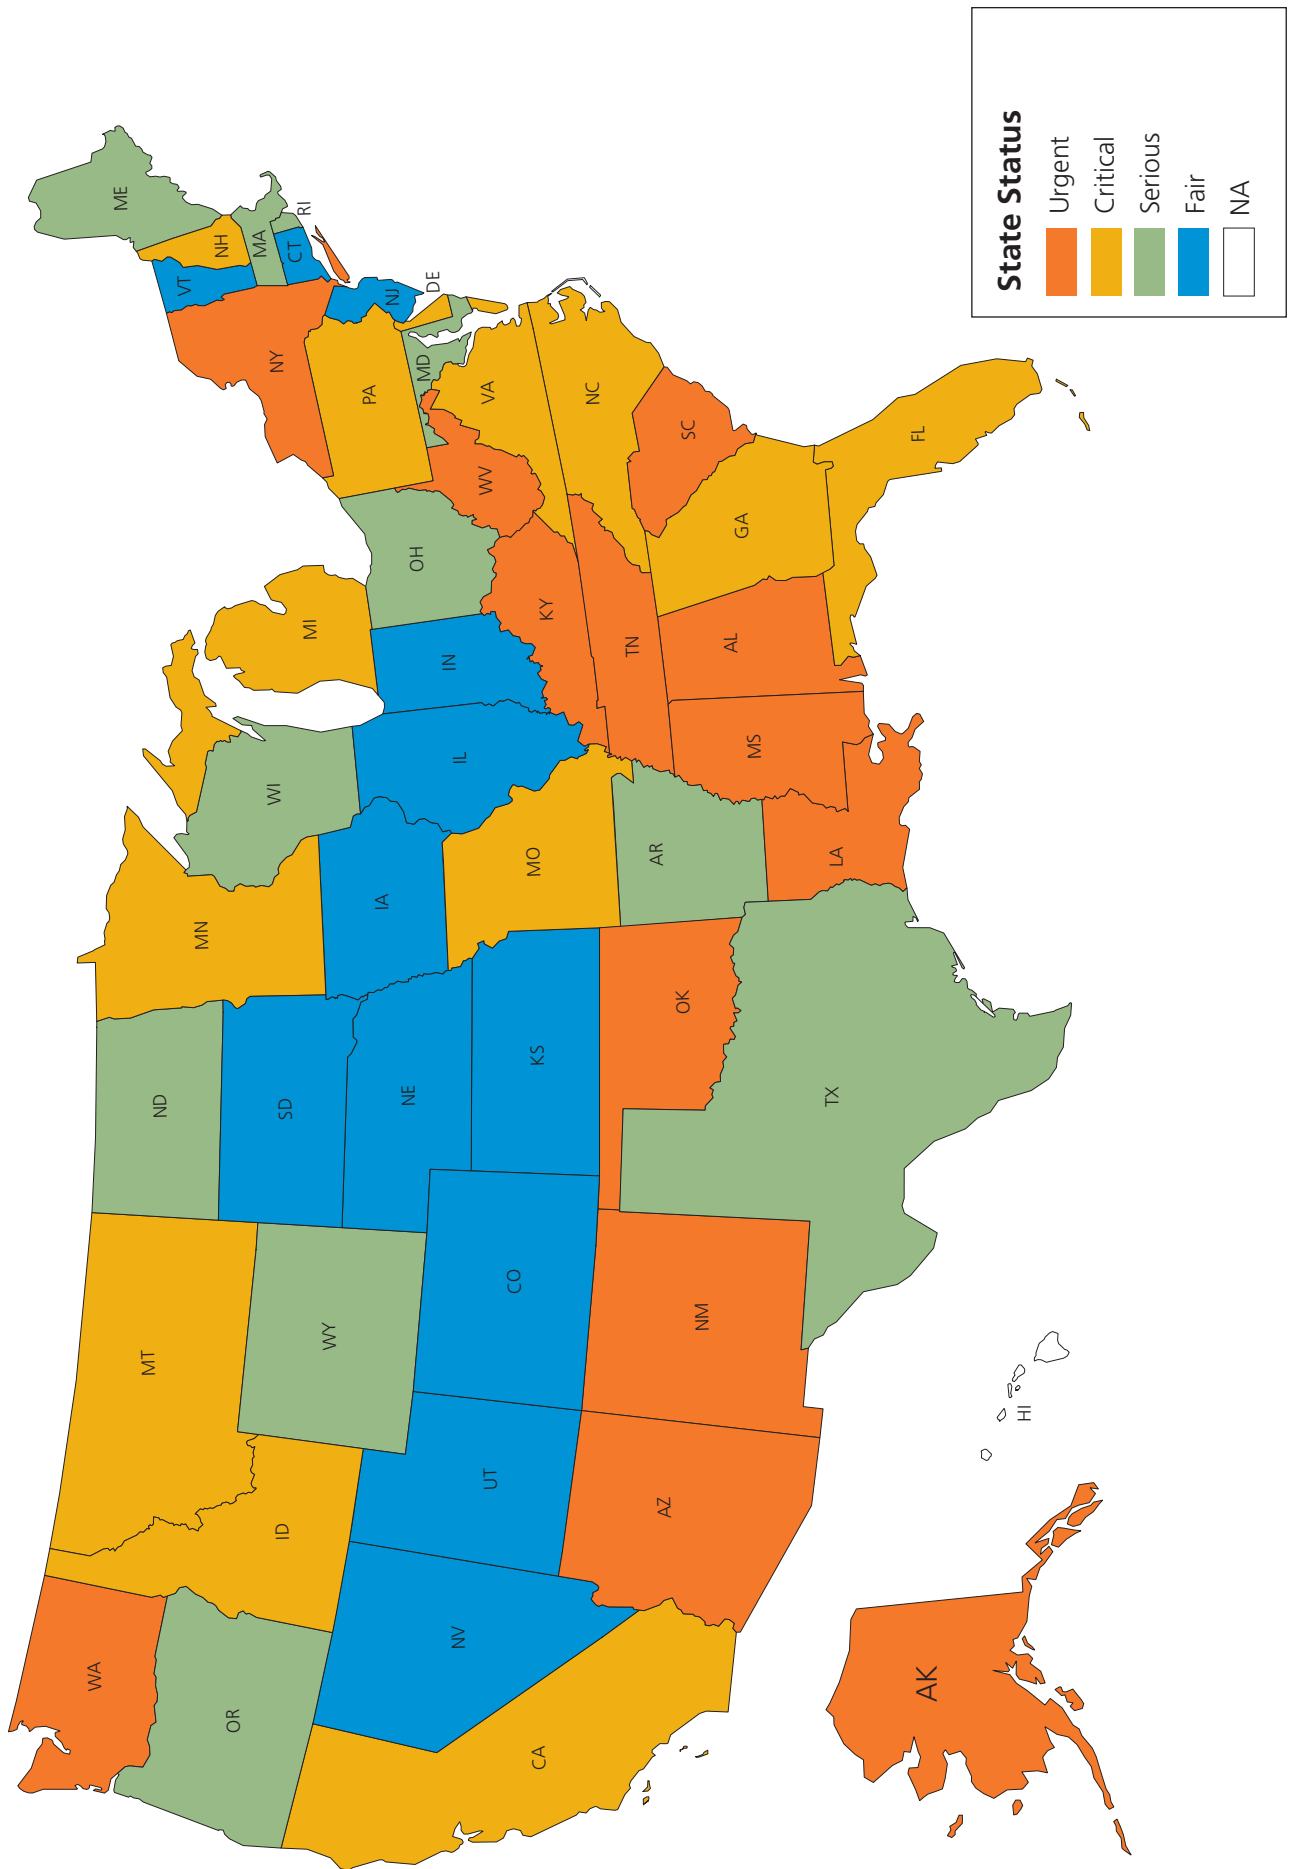 State Status
Urgent
Critical
Serious
Fair
NA
WA
OR
CA
NV
ID
MT
WY
UT
AZ
CO
NM
ND
SD
NE
KS
OK
TX
MN
IA
MO
AR
LA
WI
IL
MS
MI
IN
KY
TN
AL
OH
WV
GA
FL
SC
NC
VA
MD
DE
PA
NJ
NY
CT
RI
MA
VT
NH
ME
AK
HI